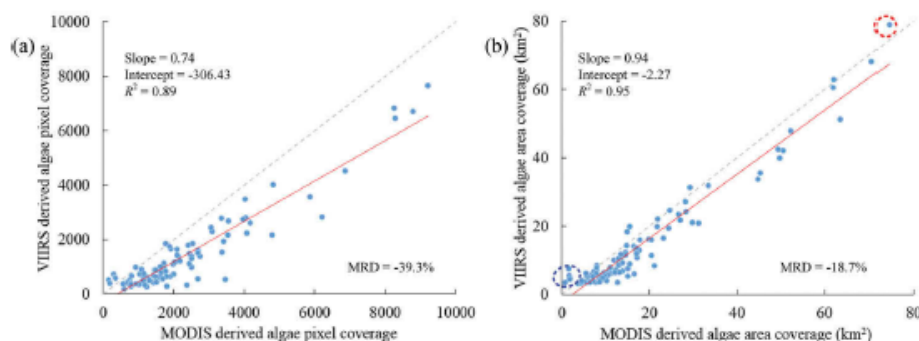 (a)
Slope = 0.74
Intercept = -306.43
R² = 0.89
MRD = -39.3%
VIIRS derived algae pixel coverage
10000
8000
6000
4000
2000
0
0 2000 4000 6000 8000 10000
MODIS derived algae pixel coverage
(b)
Slope = 0.94
Intercept = -2.27
R² = 0.95
MRD = -18.7%
VIIRS derived algae area coverage (km²)
80
60
40
20
0
0 20 40 60 80
MODIS derived algae area coverage (km²)